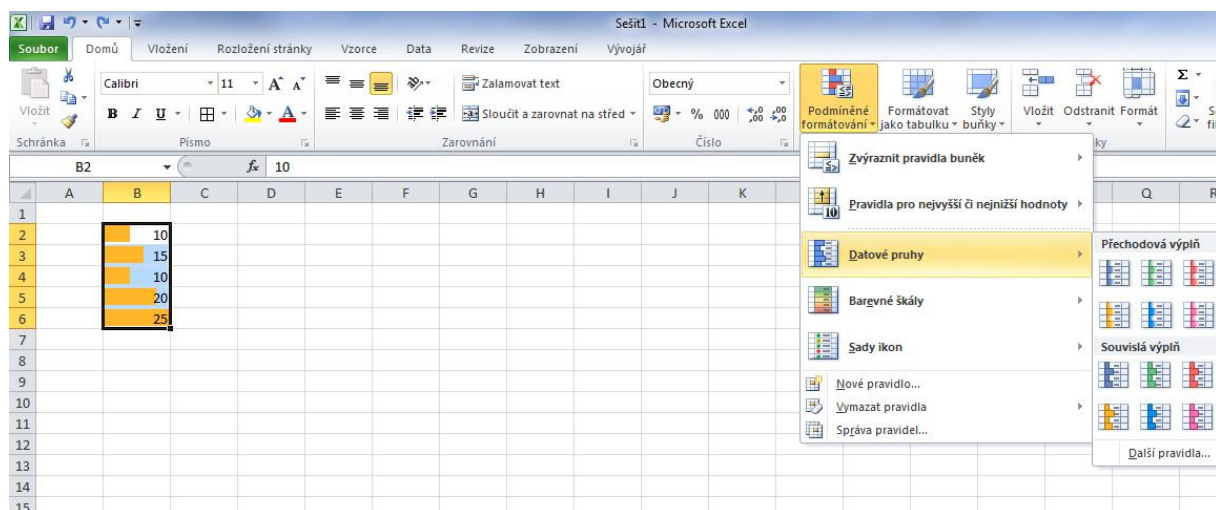 Sešit1 - Microsoft Excel
Soubor Domů Vložení Rozložení stránky Vzorce Data Revize Zobrazení Vývojář
Calibri 11 A A Zalamovat text Obecný
Vložit B I U A Sloučit a zarovnat na střed % 000 Podmíněné formátování Formátovat jako tabulku Styly buňky Vložit Odstranit Formát Σ
Schránka Písmo Zarovnání Číslo
B2 fx 10
A B C D E F G H I J K Q R
1
2 10
3 15
4 10
5 20
6 25
7
8
9
10
11
12
13
14
15
Zvýraznit pravidla buněk
Pravidla pro nejvyšší či nejnižší hodnoty
Datové pruhy
Barevné škály
Sady ikon
Nové pravidlo...
Vymazat pravidla
Správa pravidel...
Přechodová výplň
Souvislá výplň
Další pravidla...